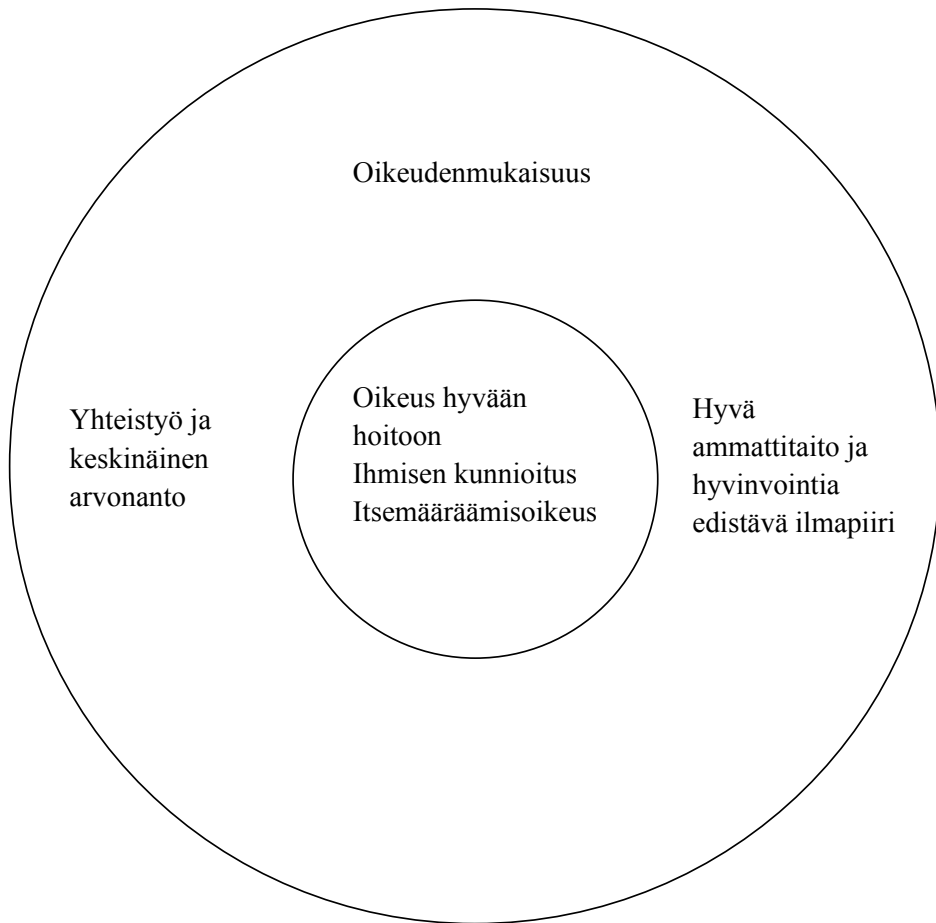 Oikeudenmukaisuus
Yhteistyö ja
keskinäinen
arvonanto
Oikeus hyvään
hoitoon
Ihmisen kunnioitus
Itsemääräämisoikeus
Hyvä
ammattitaito ja
hyvinvointia
edistävä ilmapiiri